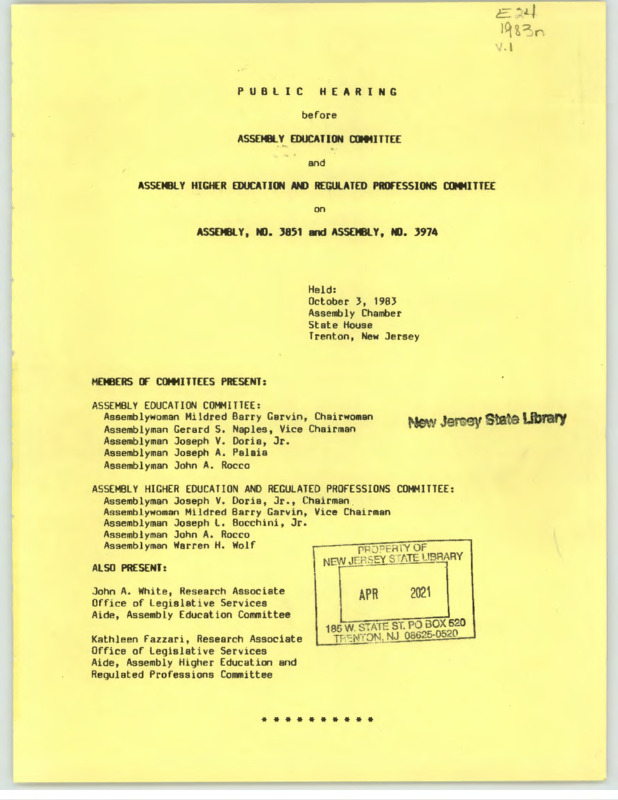 E24
1983n
v.1
PUBLIC HEARING
before
ASSEMBLY EDUCATION COMMITTEE
and
ASSEMBLY HIGHER EDUCATION AND REGULATED PROFESSIONS COMMITTEE
on
ASSEMBLY, NO. 3851 and ASSEMBLY, NO. 3974
Held:
October 3, 1983
Assembly Chamber
State House
Trenton, New Jersey
MEMBERS OF COMMITTEES PRESENT:
ASSEMBLY EDUCATION COMMITTEE:
Assemblywoman Mildred Barry Garvin, Chairwoman
Assemblyman Gerard S. Naples, Vice Chairman
Assemblyman Joseph V. Doria, Jr.
Assemblyman Joseph A. Palaia
Assemblyman John A. Rocco
New Jersey State Library
ASSEMBLY HIGHER EDUCATION AND REGULATED PROFESSIONS COMMITTEE:
Assemblyman Joseph V. Doria, Jr., Chairman
Assemblywoman Mildred Barry Garvin, Vice Chairman
Assemblyman Joseph L. Bocchini, Jr.
Assemblyman John A. Rocco
Assemblyman Warren H. Wolf
ALSO PRESENT:
John A. White, Research Associate
Office of Legislative Services
Aide, Assembly Education Committee
Kathleen Fazzari, Research Associate
Office of Legislative Services
Aide, Assembly Higher Education and
Regulated Professions Committee
PROPERTY OF
NEW JERSEY STATE LIBRARY
APR 2021
185 W. STATE ST. PO BOX 520
TRENTON, NJ 08625-0520
* * * * * * * * * *